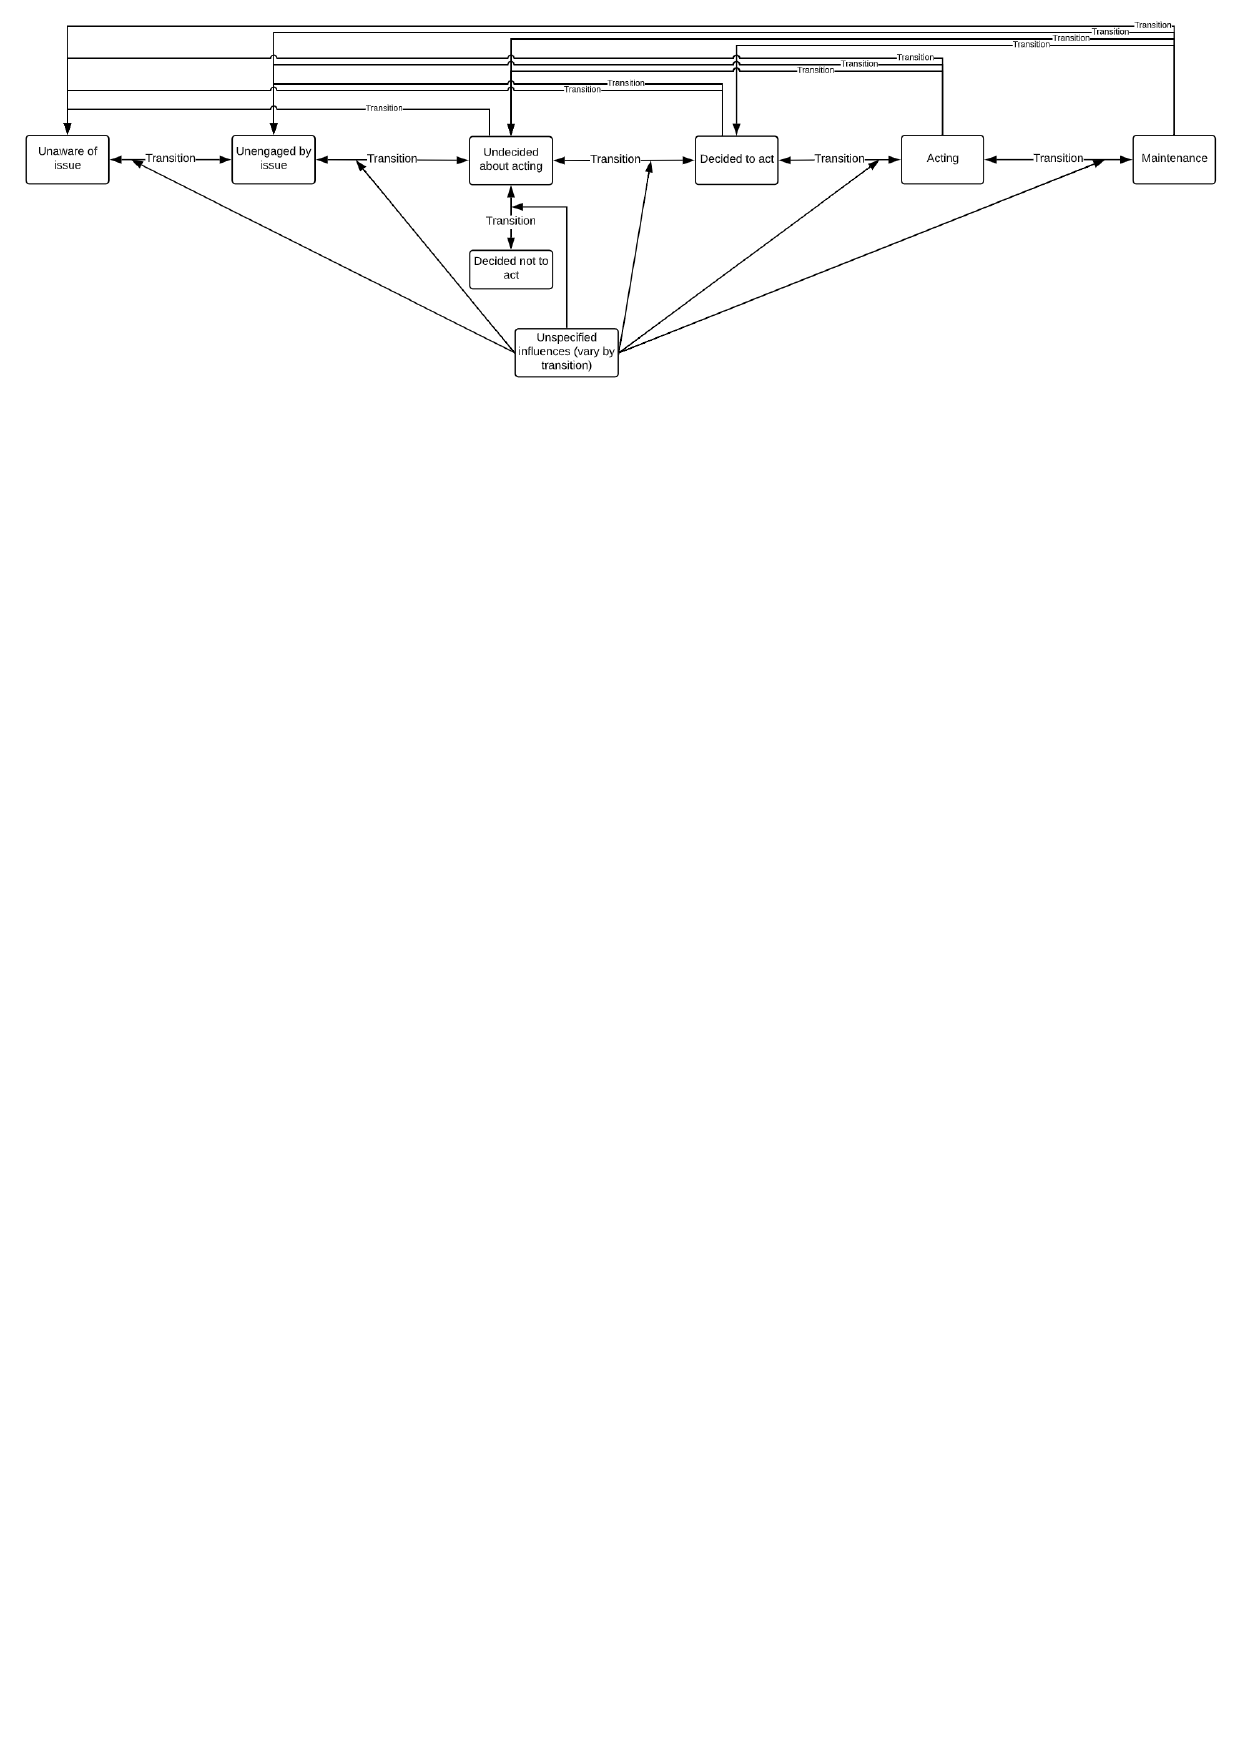 Transition
Transition
Transition
Transition
Transition
Transition
Transition
Transition
Transition
Transition
Unaware of
issue
Transition
Unengaged by
issue
Transition
Undecided
about acting
Transition
Decided to act
Transition
Acting
Transition
Maintenance
Transition
Decided not to
act
Unspecified
influences (vary by
transition)